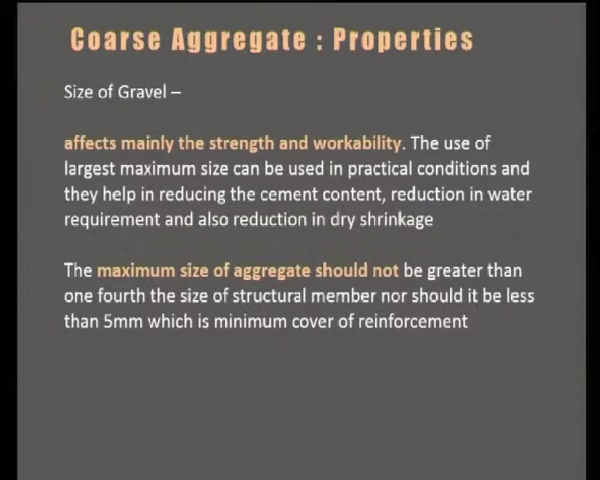 Coarse Aggregate : Properties
Size of Gravel –
affects mainly the strength and workability. The use of
largest maximum size can be used in practical conditions and
they help in reducing the cement content, reduction in water
requirement and also reduction in dry shrinkage
The maximum size of aggregate should not be greater than
one fourth the size of structural member nor should it be less
than 5mm which is minimum cover of reinforcement